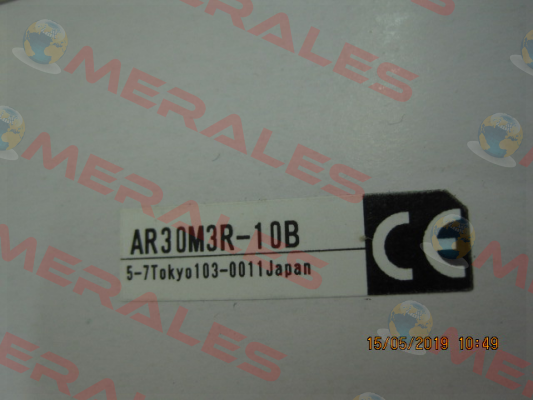 MERALES
MERALES
MERALES
AR30M3R-10B
5-7Tokyo103-0011Japan
CE
15/05/2019 10:49
MERALES